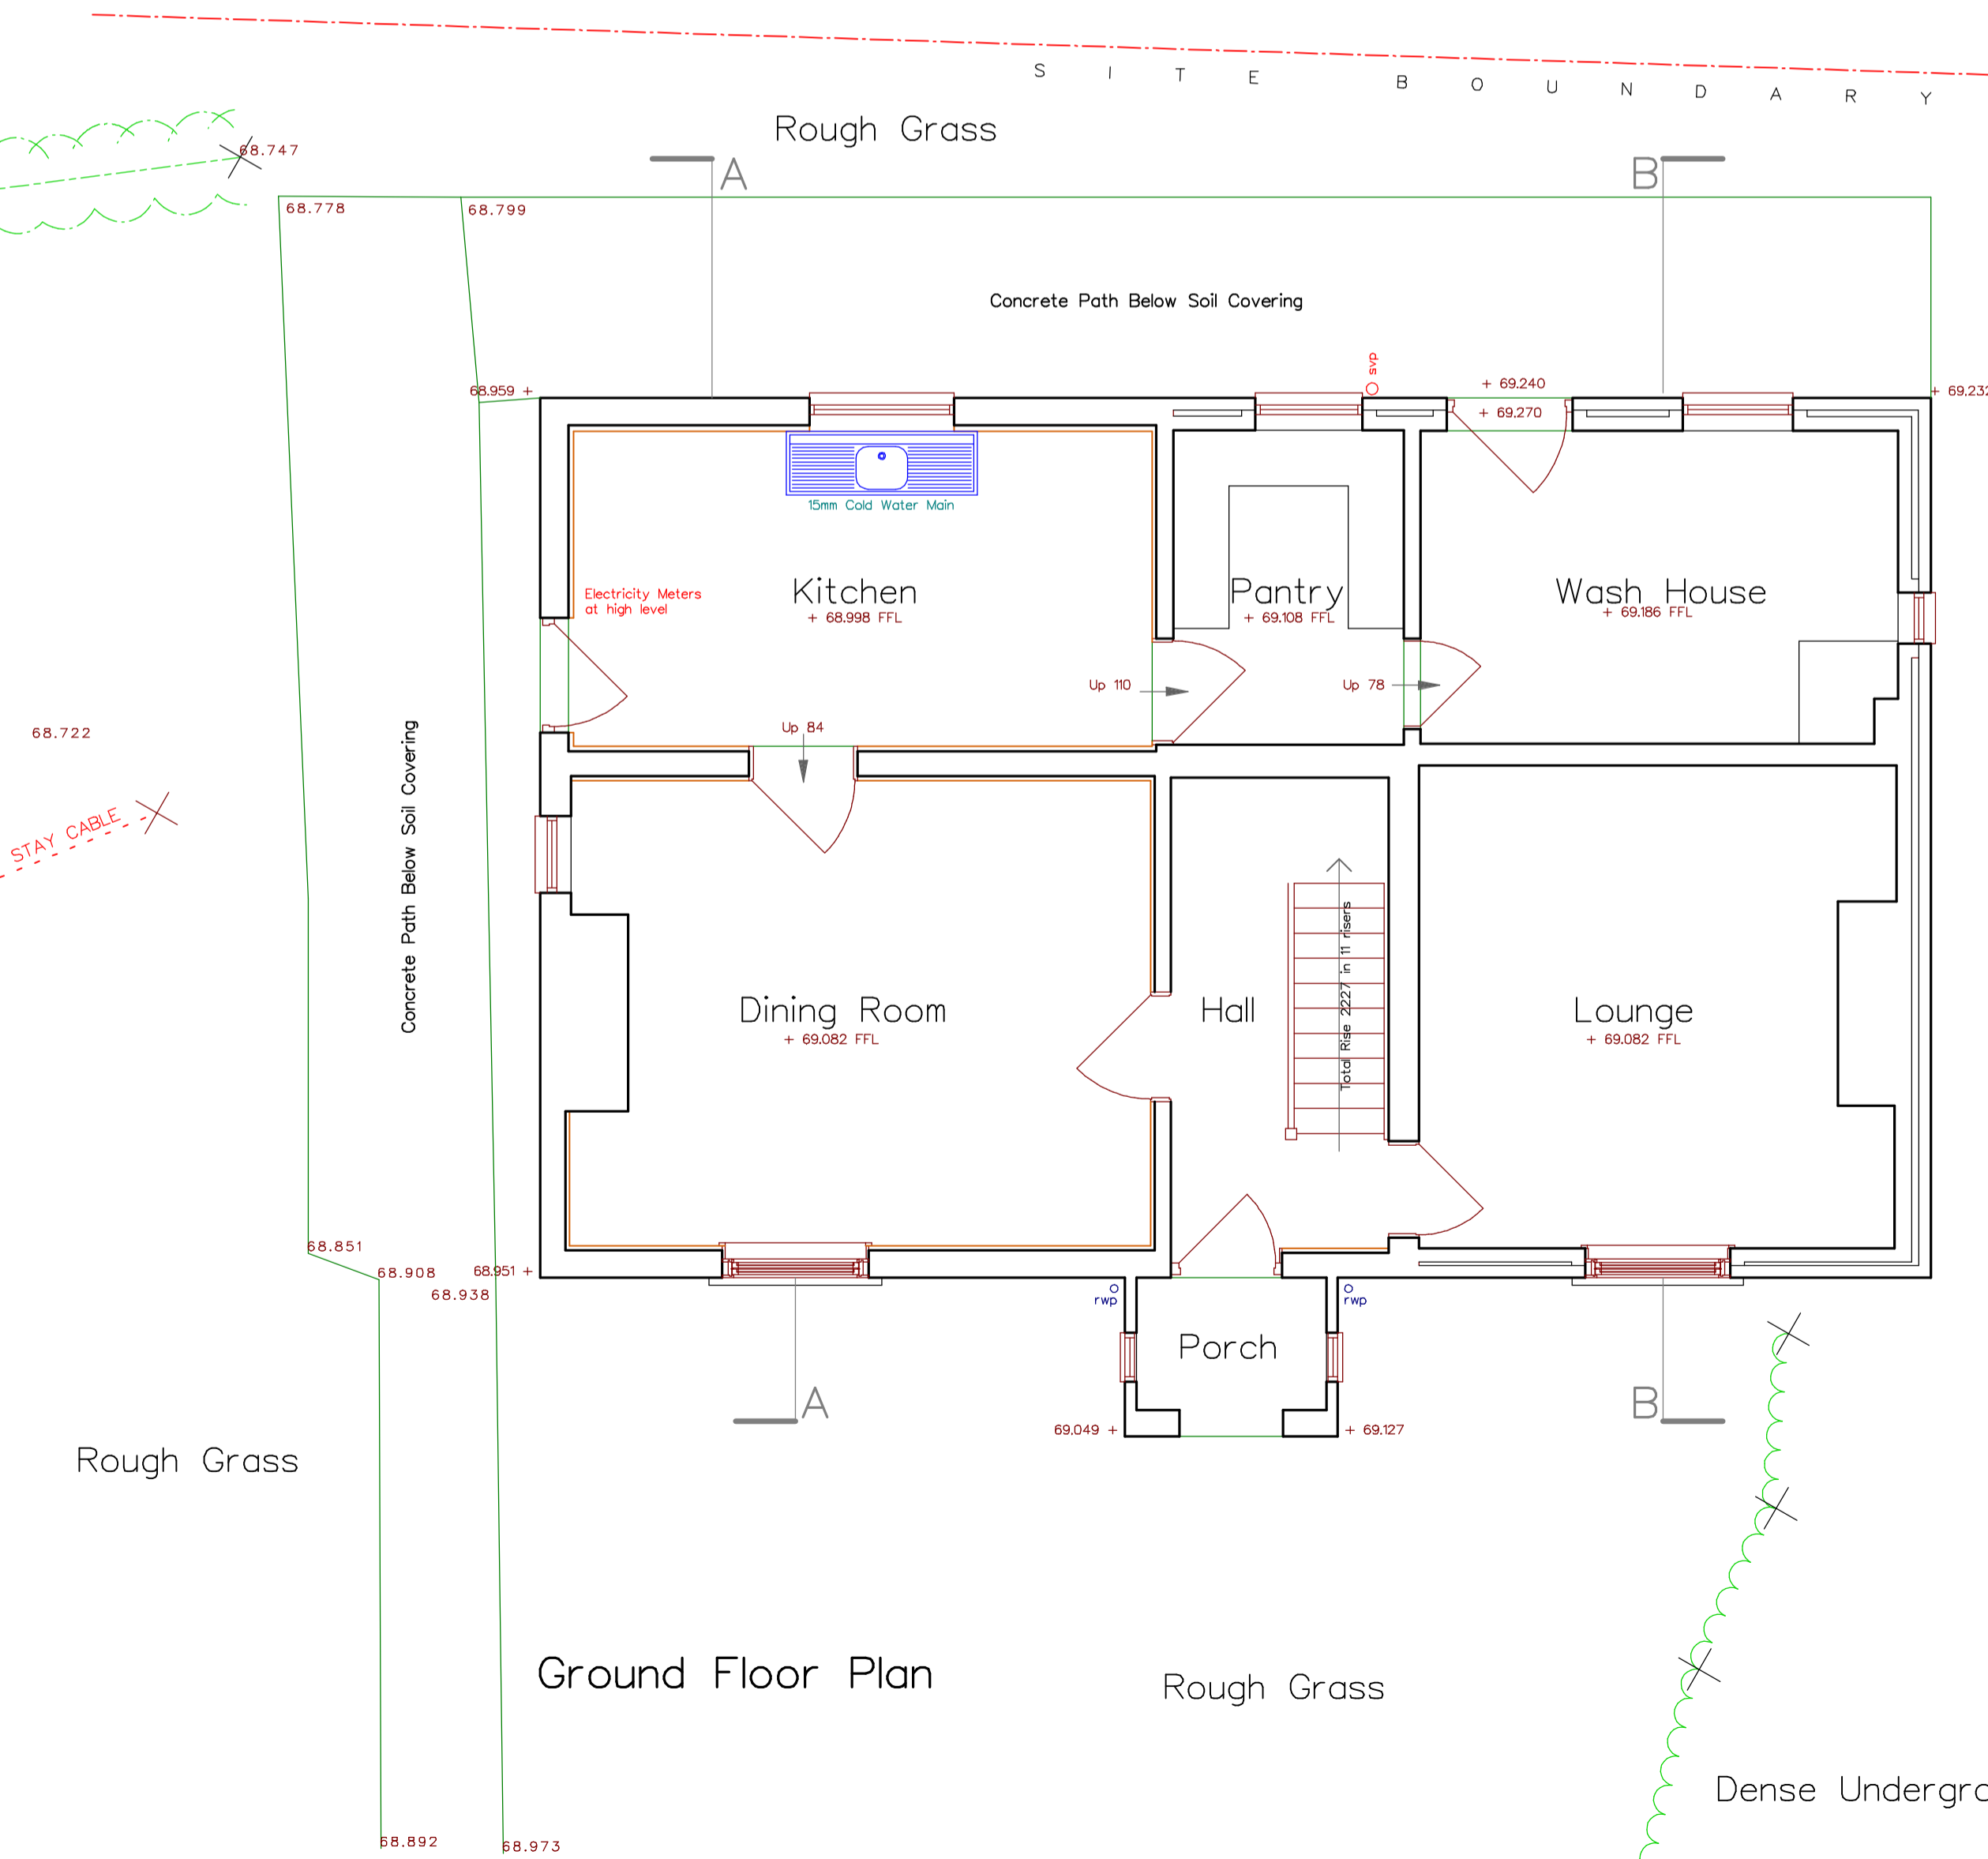 SITE BOUNDARY
Rough Grass
68.747
A
B
68.778
68.799
Concrete Path Below Soil Covering
svp
68.959 +
+ 69.240
+ 69.232
+ 69.270
15mm Cold Water Main
Electricity Meters
at high level
Kitchen
+ 68.998 FFL
Pantry
+ 69.108 FFL
Wash House
+ 69.186 FFL
Up 110
Up 78
Up 84
68.722
STAY CABLE
Concrete Path Below Soil Covering
Dining Room
+ 69.082 FFL
Hall
Total Rise 2227 in 11 risers
Lounge
+ 69.082 FFL
68.851
68.908
68.951 +
68.938
rwp
rwp
Porch
A
B
69.049 +
+ 69.127
Rough Grass
Ground Floor Plan
Rough Grass
Dense
68.892
68.973